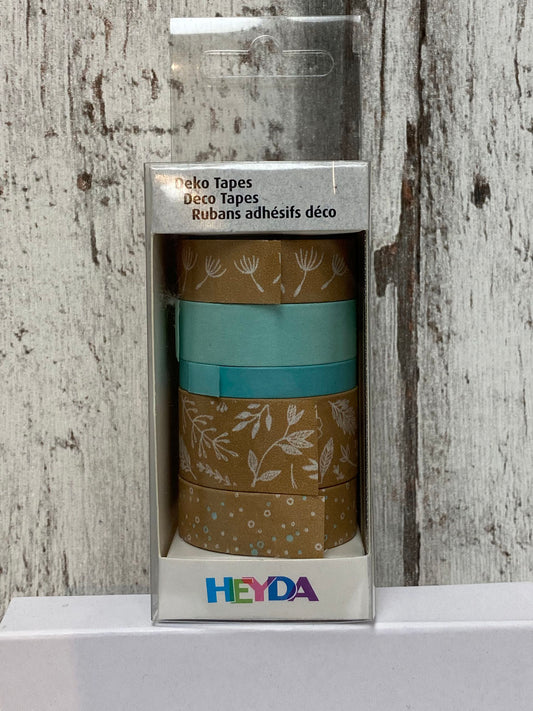 Deko Tapes
Deco Tapes
Rubans adhésifs déco
HEYDA